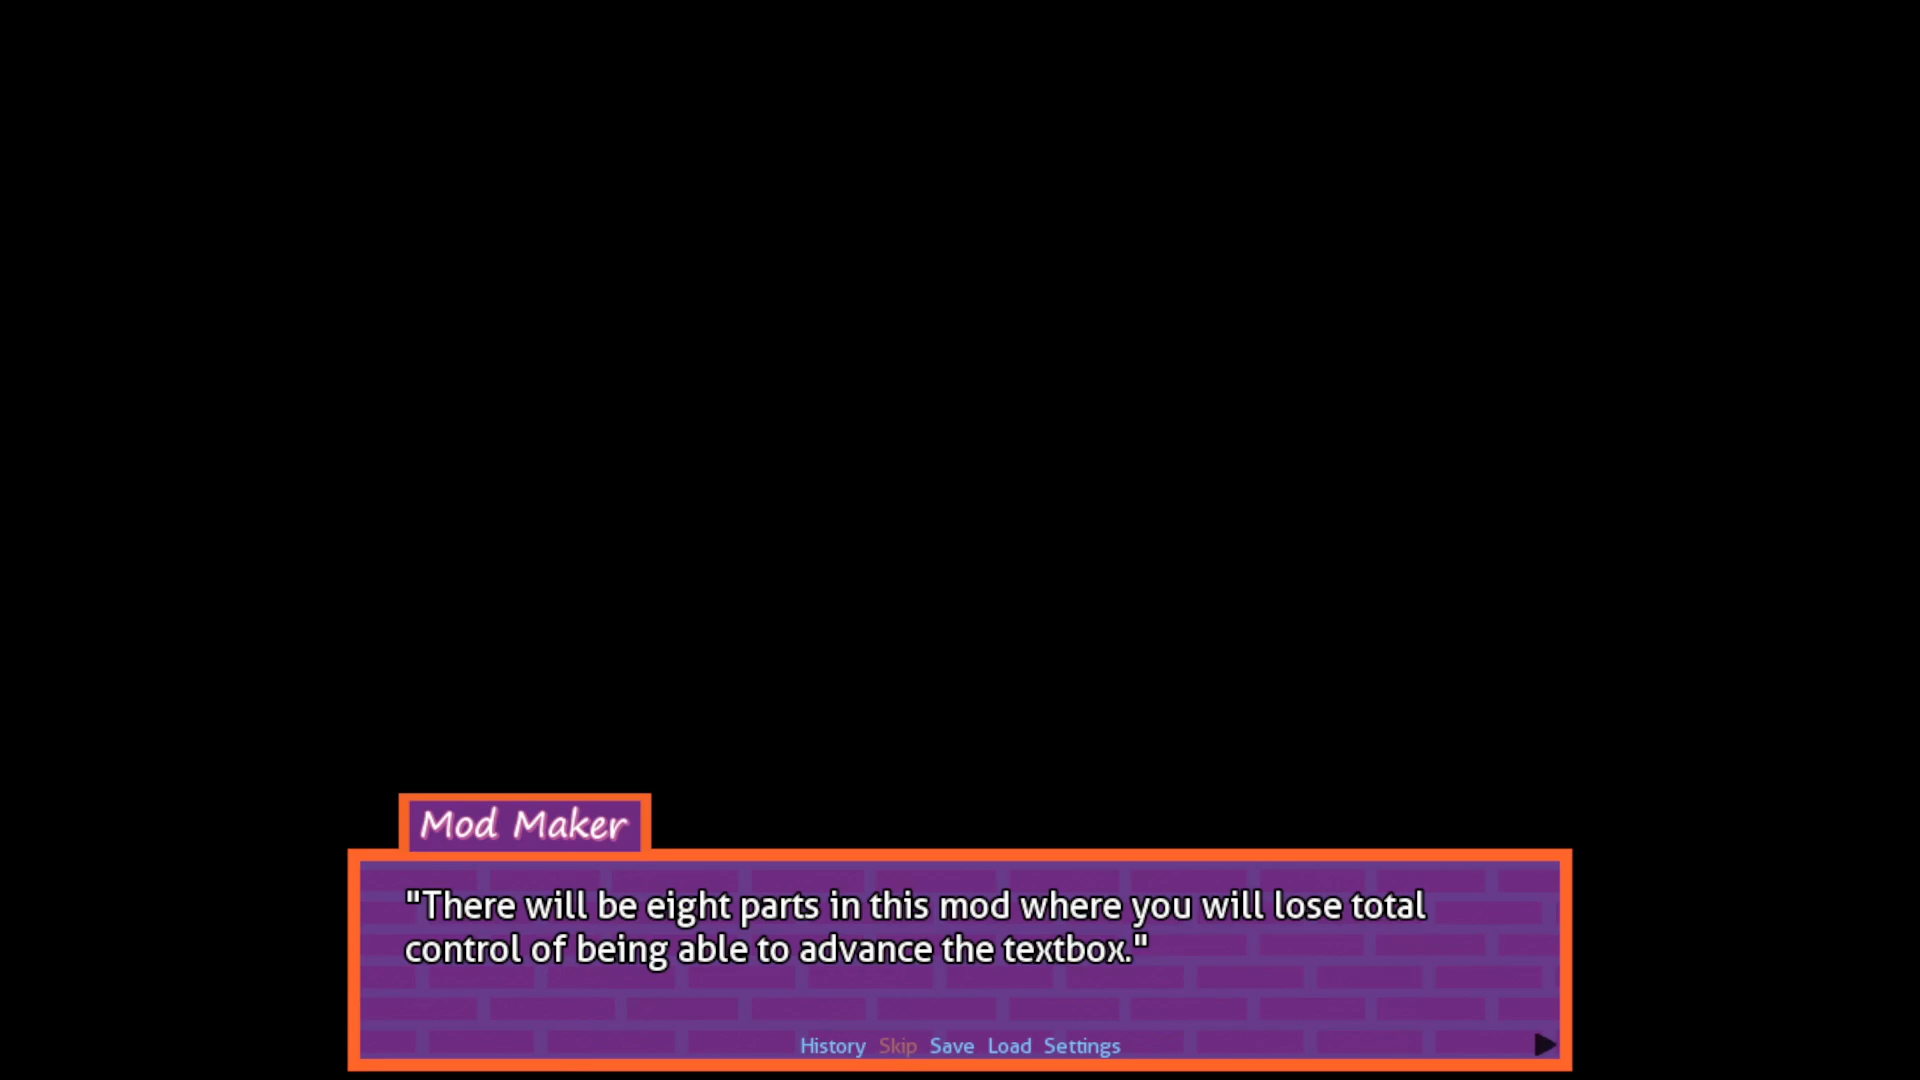 Mod Maker
"There will be eight parts in this mod where you will lose total
control of being able to advance the textbox."
History Skip Save Load Settings